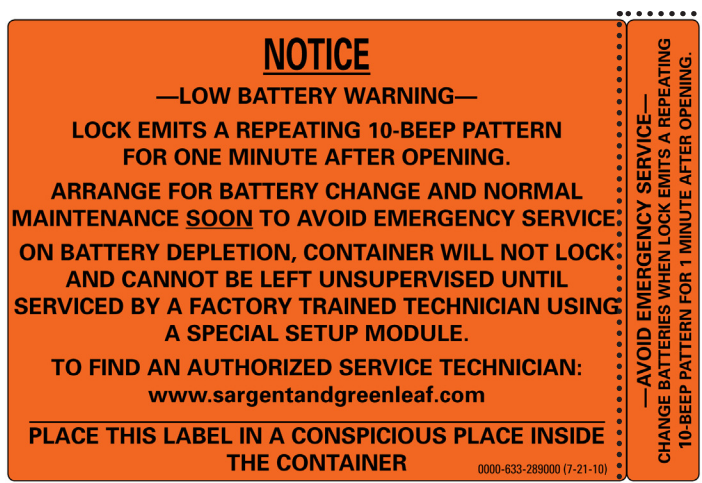 NOTICE
—LOW BATTERY WARNING—
LOCK EMITS A REPEATING 10-BEEP PATTERN
FOR ONE MINUTE AFTER OPENING.
ARRANGE FOR BATTERY CHANGE AND NORMAL
MAINTENANCE SOON TO AVOID EMERGENCY SERVICE
ON BATTERY DEPLETION, CONTAINER WILL NOT LOCK
AND CANNOT BE LEFT UNSUPERVISED UNTIL
SERVICED BY A FACTORY TRAINED TECHNICIAN USING
A SPECIAL SETUP MODULE.
TO FIND AN AUTHORIZED SERVICE TECHNICIAN:
www.sargentandgreenleaf.com
PLACE THIS LABEL IN A CONSPICIOUS PLACE INSIDE
THE CONTAINER
0000-633-289000 (7-21-10)
—AVOID EMERGENCY SERVICE—
CHANGE BATTERIES WHEN LOCK EMITS A REPEATING
10-BEEP PATTERN FOR 1 MINUTE AFTER OPENING.